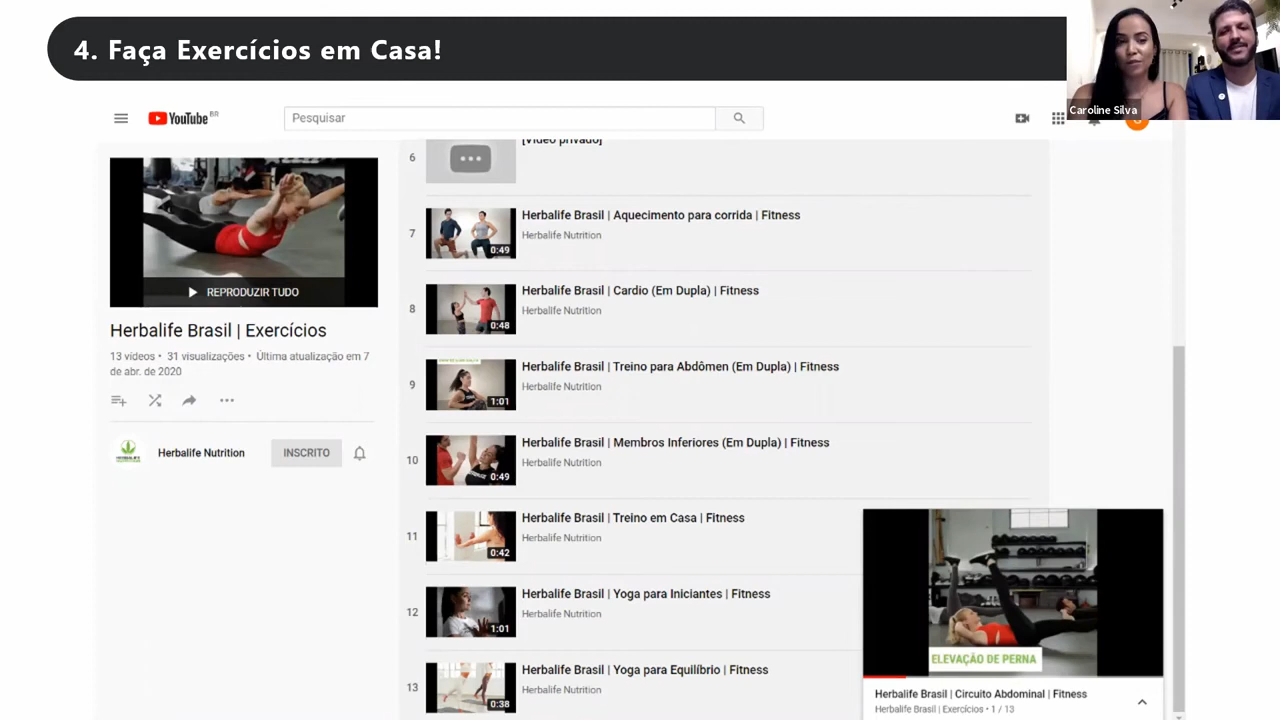 4. Faça Exercícios em Casa!
Caroline Silva
YouTube BR
Pesquisar
REPRODUZIR TUDO
Herbalife Brasil | Exercícios
13 vídeos • 31 visualizações • Última atualização em 7
de abr. de 2020
Herbalife Nutrition
INSCRITO
6
[Vídeo privado]
7
0:49
Herbalife Brasil | Aquecimento para corrida | Fitness
Herbalife Nutrition
8
0:48
Herbalife Brasil | Cardio (Em Dupla) | Fitness
Herbalife Nutrition
9
1:01
Herbalife Brasil | Treino para Abdômen (Em Dupla) | Fitness
Herbalife Nutrition
10
0:49
Herbalife Brasil | Membros Inferiores (Em Dupla) | Fitness
Herbalife Nutrition
11
0:42
Herbalife Brasil | Treino em Casa | Fitness
Herbalife Nutrition
12
1:01
Herbalife Brasil | Yoga para Iniciantes | Fitness
Herbalife Nutrition
13
0:38
Herbalife Brasil | Yoga para Equilíbrio | Fitness
Herbalife Nutrition
ELEVAÇÃO DE PERNA
Herbalife Brasil | Circuito Abdominal | Fitness
Herbalife Brasil | Exercícios • 1 / 13